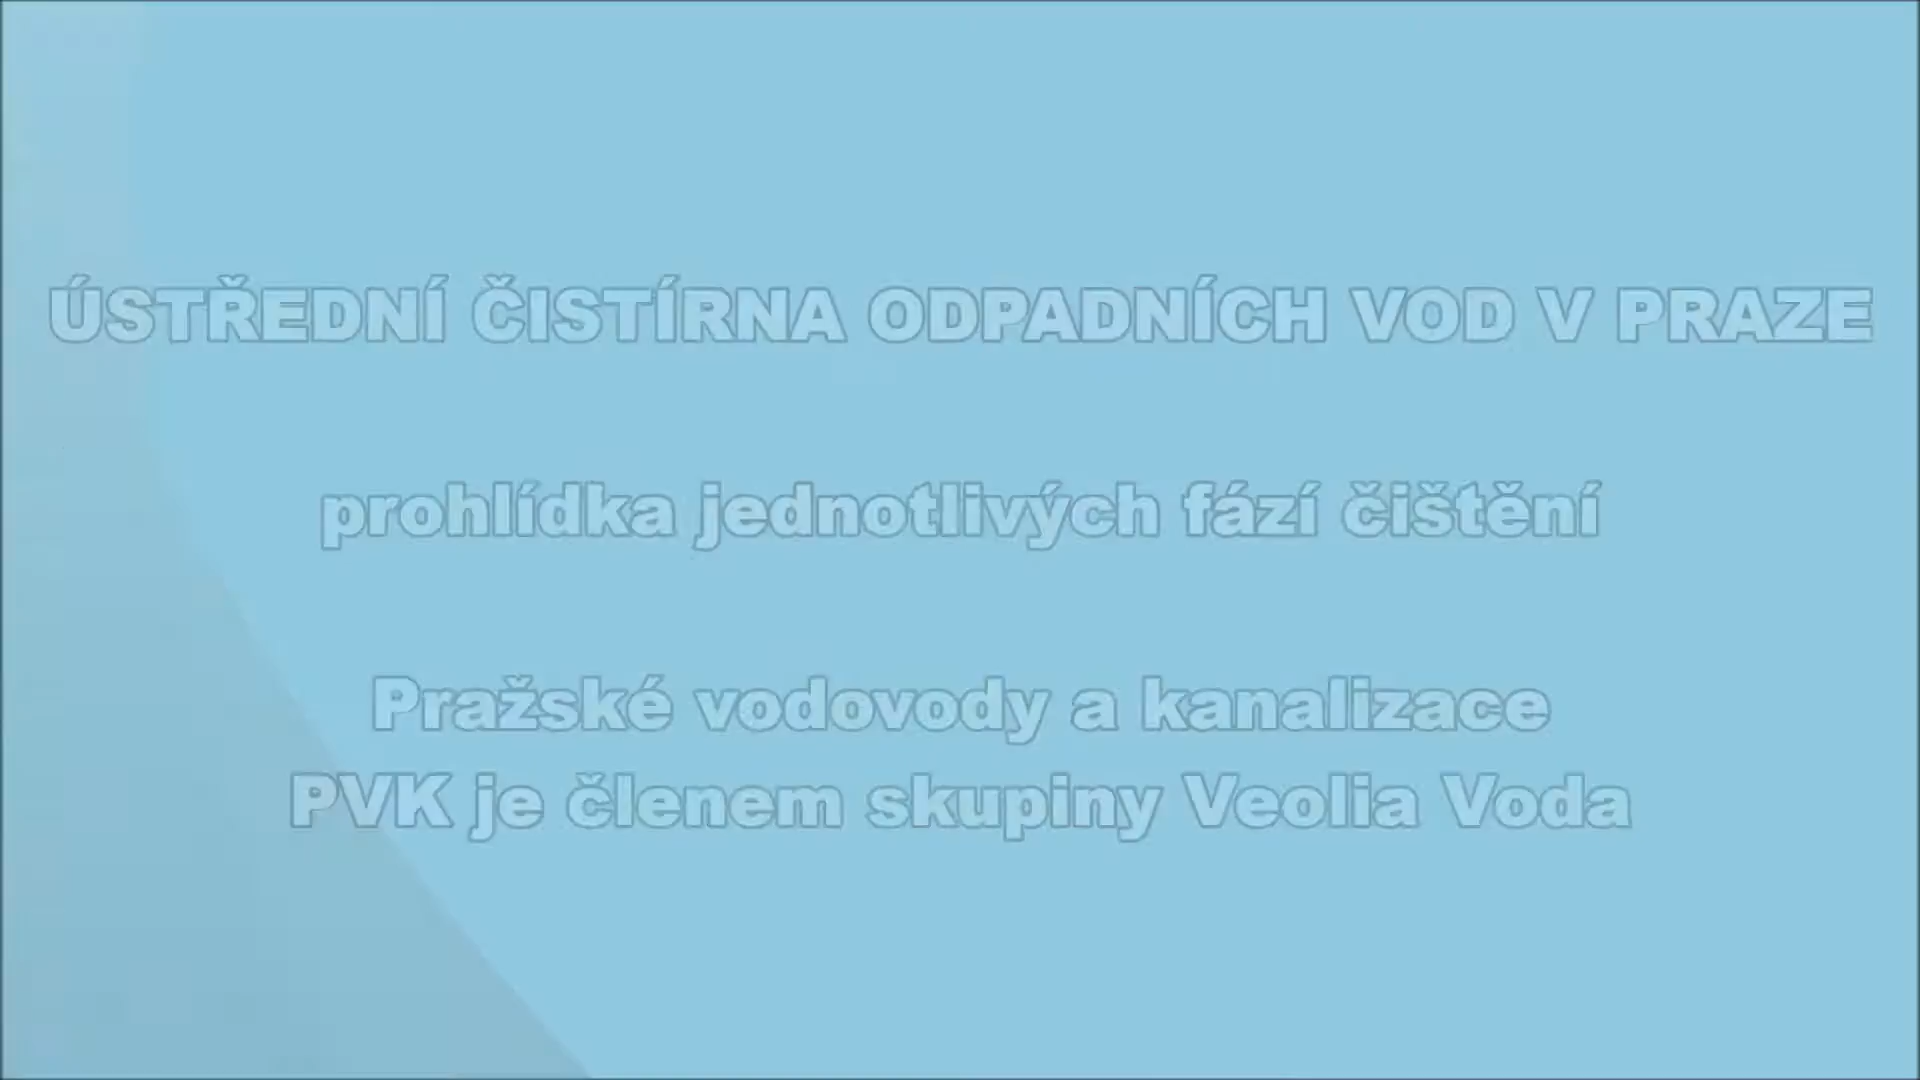 ÚSTŘEDNÍ ČISTÍRNA ODPADNÍCH VOD V PRAZE
prohlídka jednotlivých fází čištění
Pražské vodovody a kanalizace
PVK je členem skupiny Veolia Voda